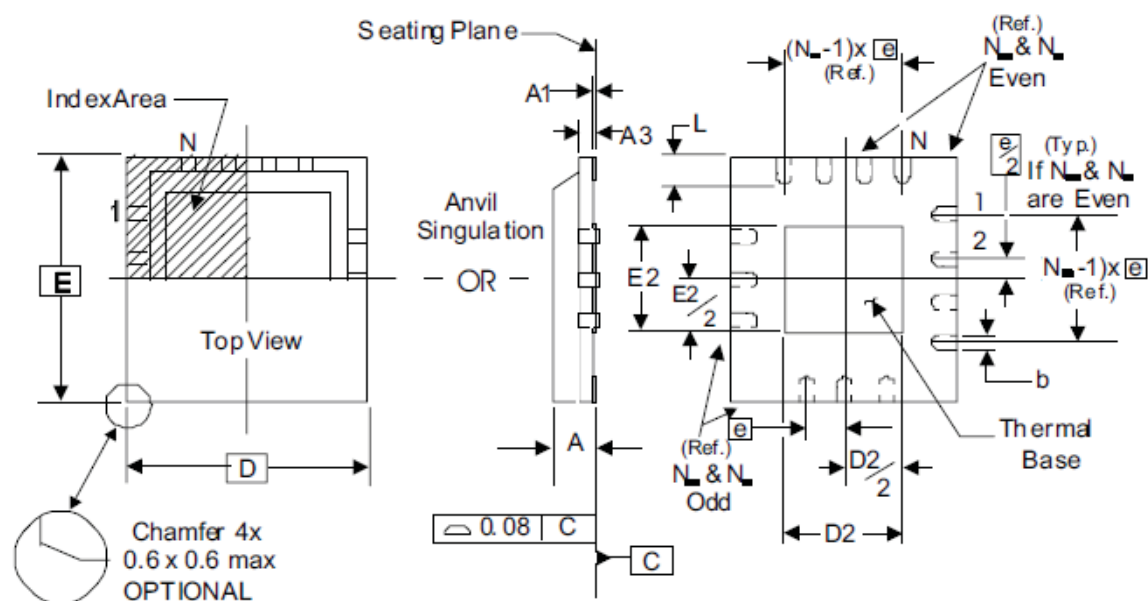 Seating Plane
Index Area
N
1
E
Top View
D
Chamfer 4x
0.6 x 0.6 max
OPTIONAL
Anvil
Singulation
OR
A1
A3
A
0.08 C
C
L
(N -1)x e
(Ref.)
(Ref.)
N & N
Even
N
e/2
(Typ.)
If N & N
are Even
1
2
N -1)x e
(Ref.)
b
E2
E2/2
(Ref.)
N & N
Odd
e
D2/2
D2
Thermal
Base